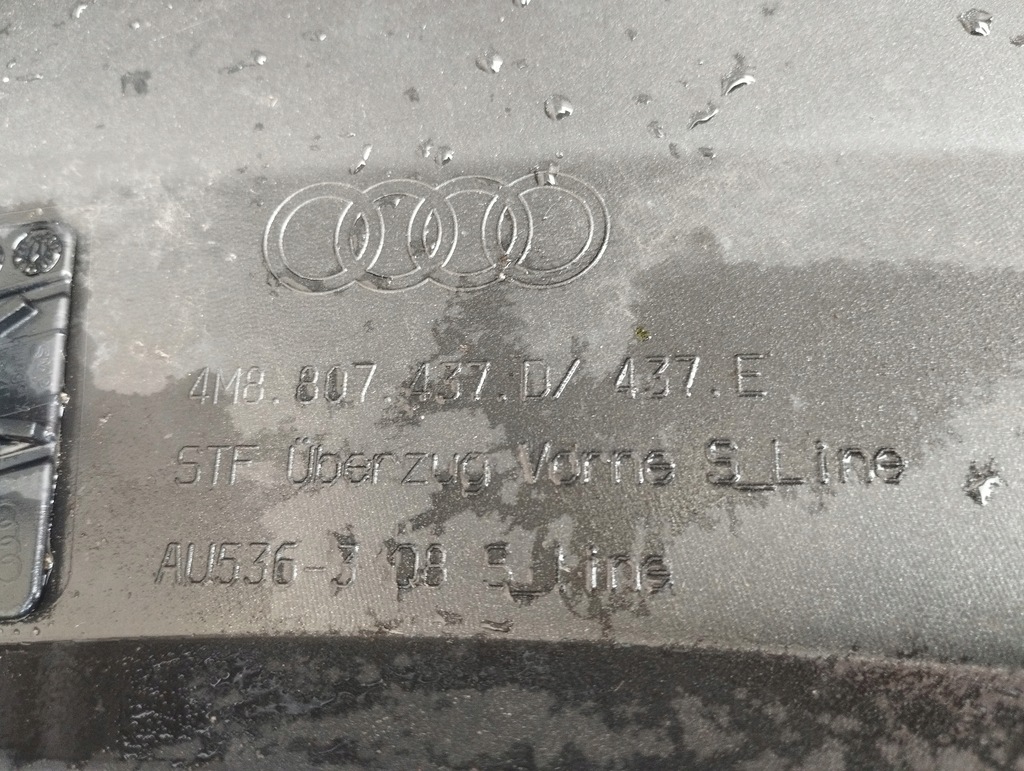 4M8.807.437.D/ 437.E
STF Überzug Vorne S_Line
AU536-3 08 S_Line